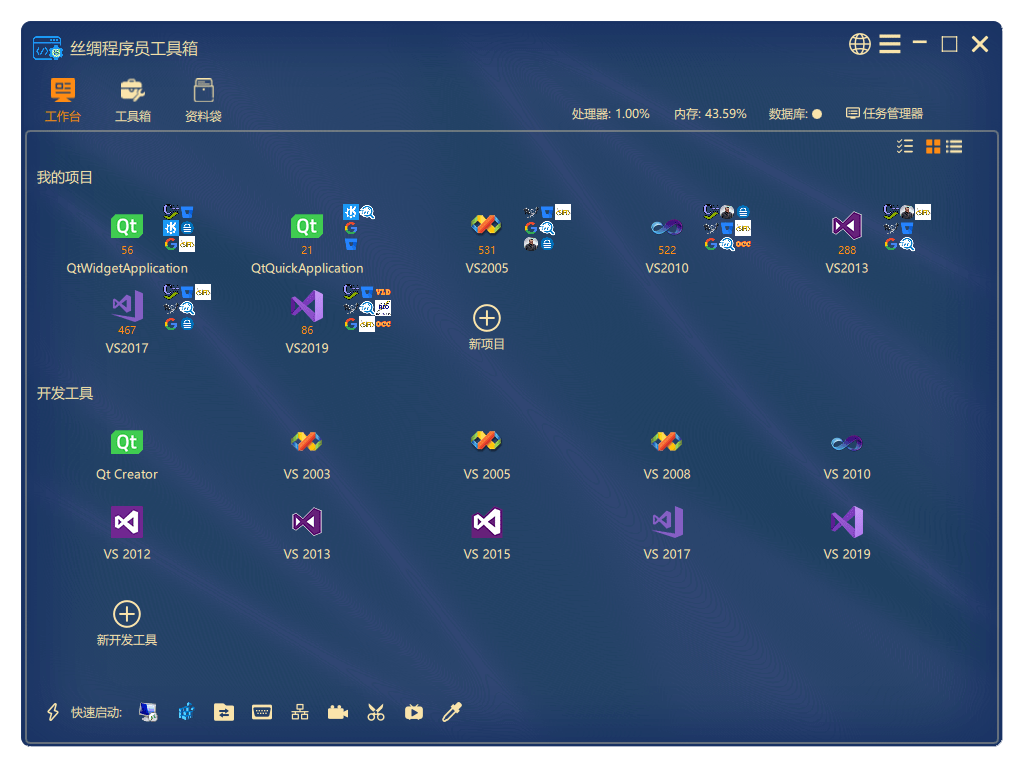 丝绸程序员工具箱
工作台 工具箱 资料袋
处理器: 1.00% 内存: 43.59% 数据库: 任务管理器
我的项目
Qt Qt
56 21 531 522 288
QtWidgetApplication QtQuickApplication VS2005 VS2010 VS2013
467 86
VS2017 VS2019 新项目
开发工具
Qt
Qt Creator VS 2003 VS 2005 VS 2008 VS 2010
VS 2012 VS 2013 VS 2015 VS 2017 VS 2019
新开发工具
快速启动: